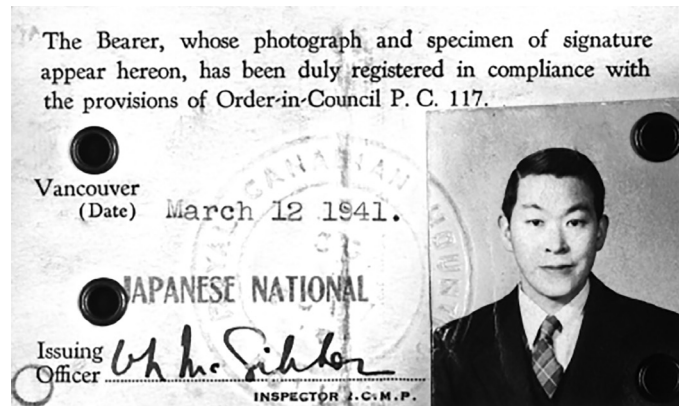 The Bearer, whose photograph and specimen of signature
appear hereon, has been duly registered in compliance with
the provisions of Order-in-Council P. C. 117.
Vancouver
(Date) March 12 1941.
JAPANESE NATIONAL
Issuing
Officer
INSPECTOR R.C.M.P.
CANADIAN